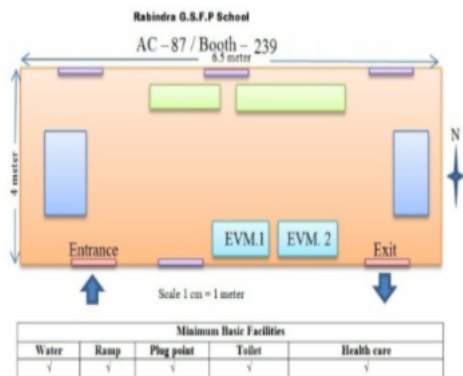 Rabindra G.S.F.P School
AC – 87 / Booth – 239
6.5 meter
4 meter
N
EVM.1 EVM. 2
Entrance Exit
Scale 1 cm = 1 meter
Minimum Basic Facilities
Water Ramp Plug point Toilet Health care
√ √ √ √ √